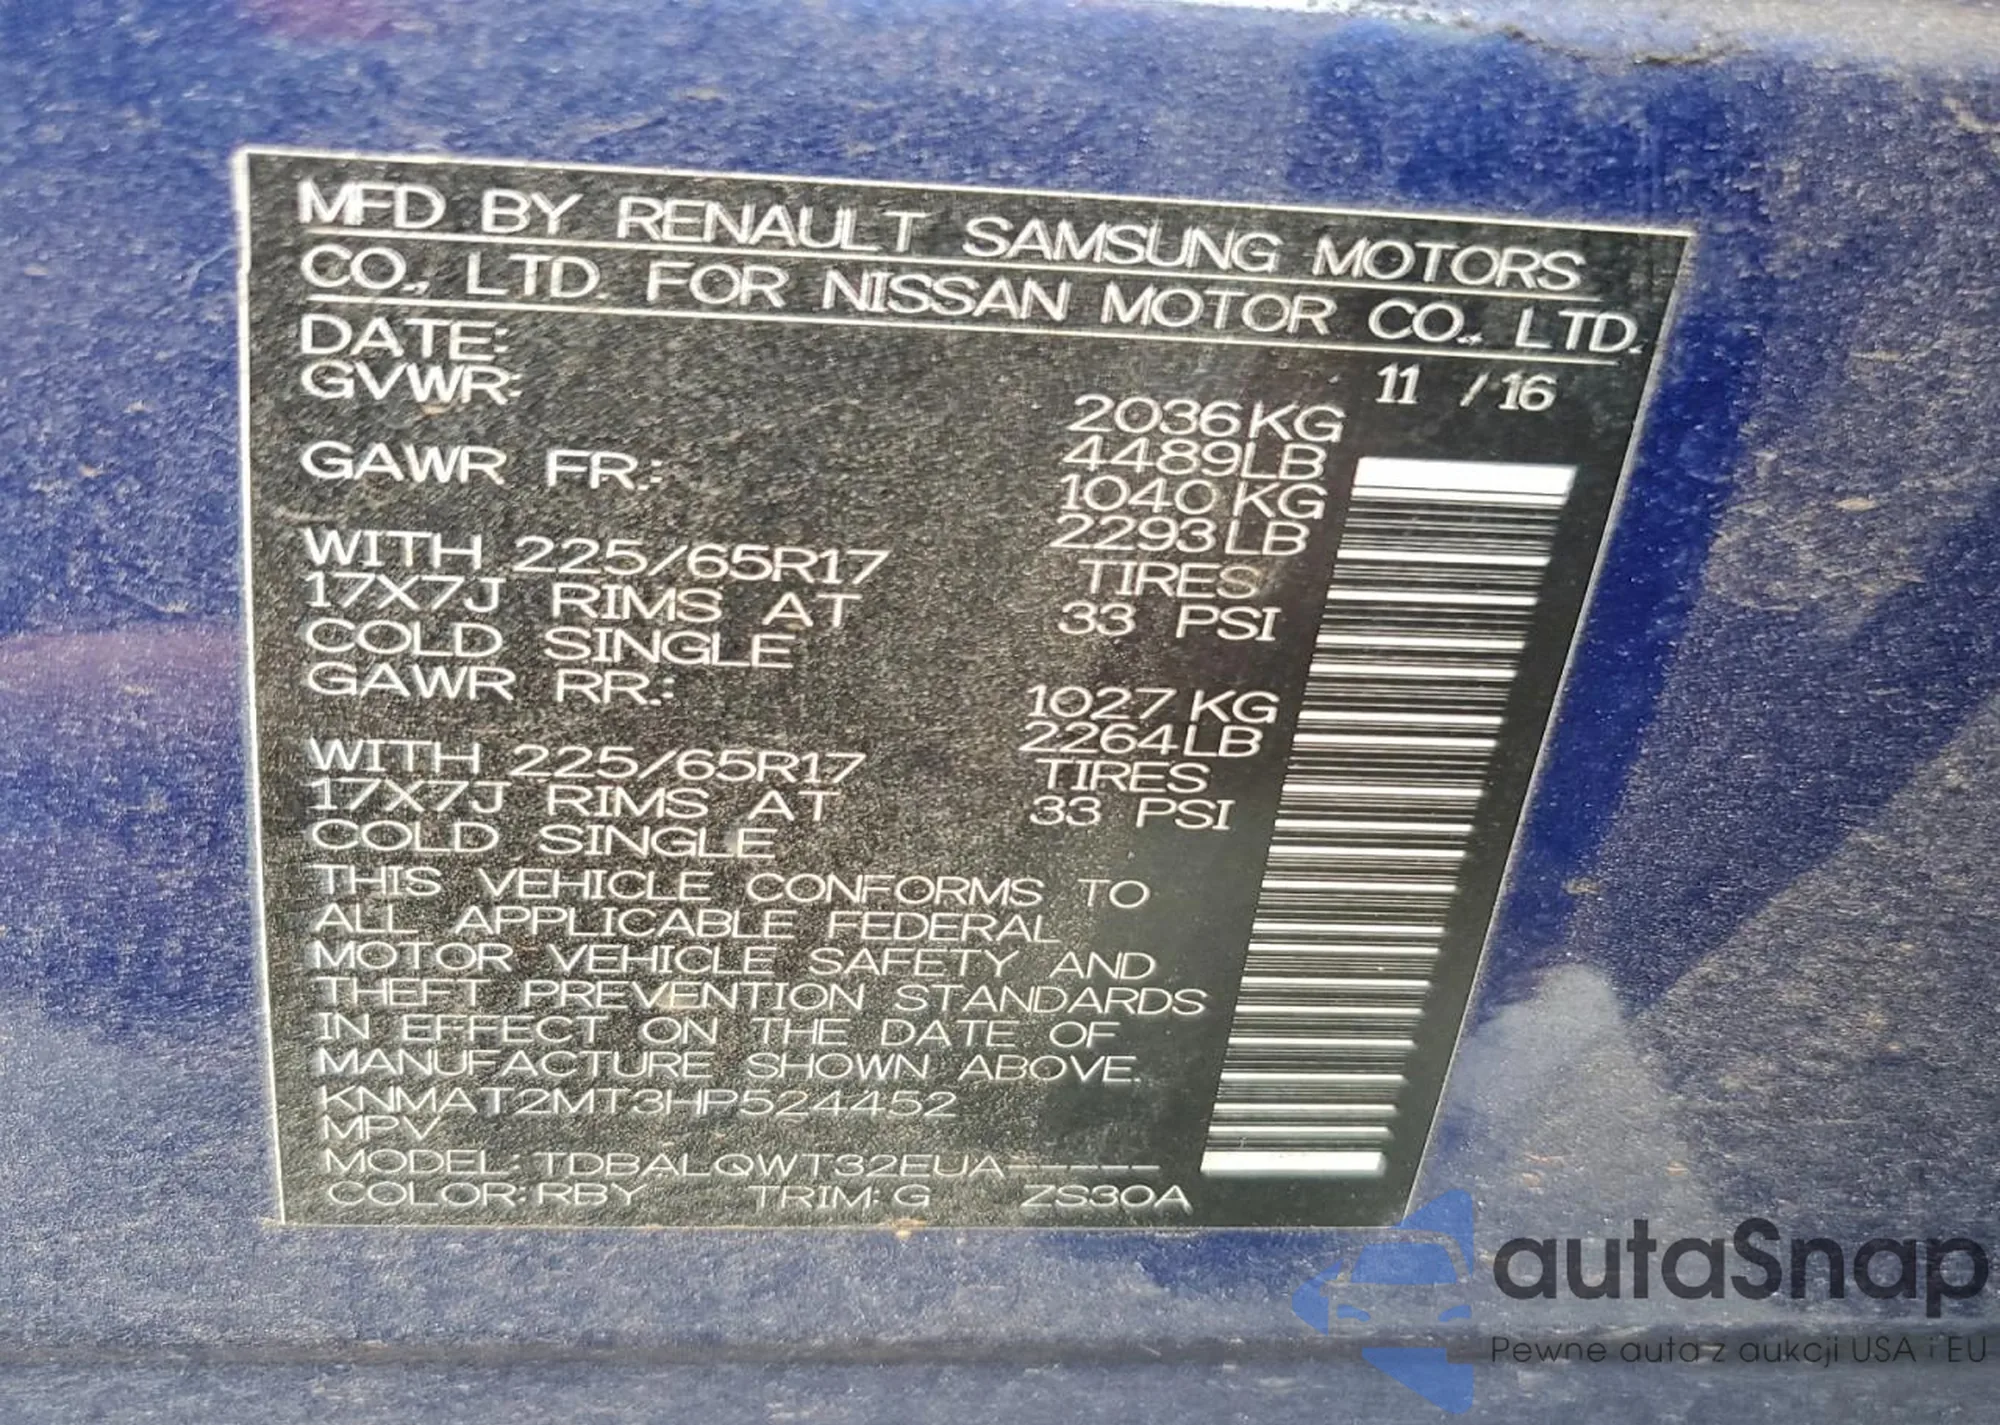 MFD BY RENAULT SAMSUNG MOTORS
CO., LTD. FOR NISSAN MOTOR CO., LTD.
DATE: 11 /16
GVWR: 2036KG
4489LB
GAWR FR.: 1040 KG
2293LB
WITH 225/65R17 TIRES
17X7J RIMS AT 33 PSI
COLD SINGLE
GAWR RR.: 1027 KG
2264LB
WITH 225/65R17 TIRES
17X7J RIMS AT 33 PSI
COLD SINGLE
THIS VEHICLE CONFORMS TO
ALL APPLICABLE FEDERAL
MOTOR VEHICLE SAFETY AND
THEFT PREVENTION STANDARDS
IN EFFECT ON THE DATE OF
MANUFACTURE SHOWN ABOVE.
KNMAT2MT3HP524452
MPV
MODEL: TDBALQWT32EUA-----
COLOR: RBY TRIM: G ZS30A
autaSnap
Pewne auta z aukcji USA i EU